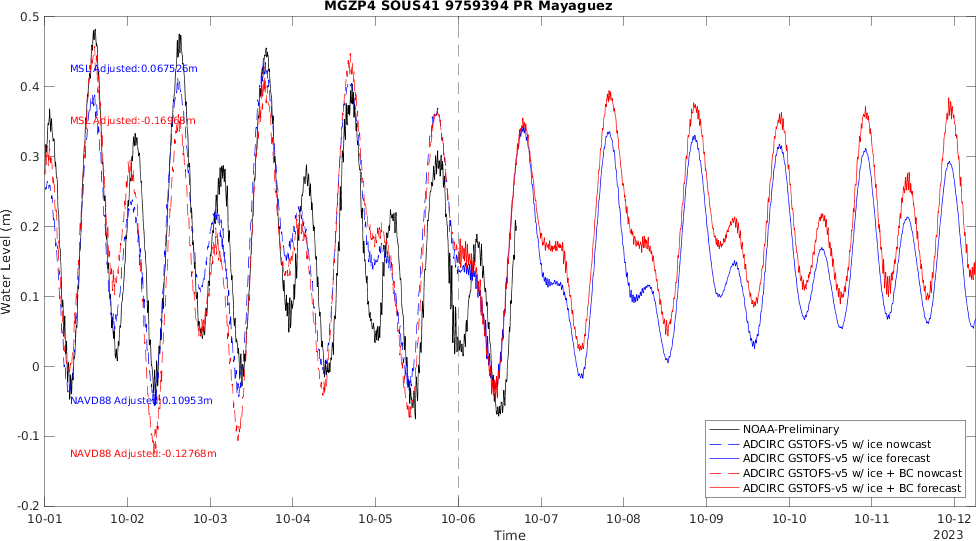 MGZP4 SOUS41 9759394 PR Mayaguez
Water Level (m)
0.5
0.4
0.3
0.2
0.1
0
-0.1
-0.2
MSL Adjusted:0.067526m
MSL Adjusted:-0.16968m
NAVD88 Adjusted:0.10953m
NAVD88 Adjusted:-0.12768m
NOAA-Preliminary
ADCIRC GSTOFS-v5 w/ ice nowcast
ADCIRC GSTOFS-v5 w/ ice forecast
ADCIRC GSTOFS-v5 w/ ice + BC nowcast
ADCIRC GSTOFS-v5 w/ ice + BC forecast
10-01 10-02 10-03 10-04 10-05 10-06 10-07 10-08 10-09 10-10 10-11 10-12
Time
2023